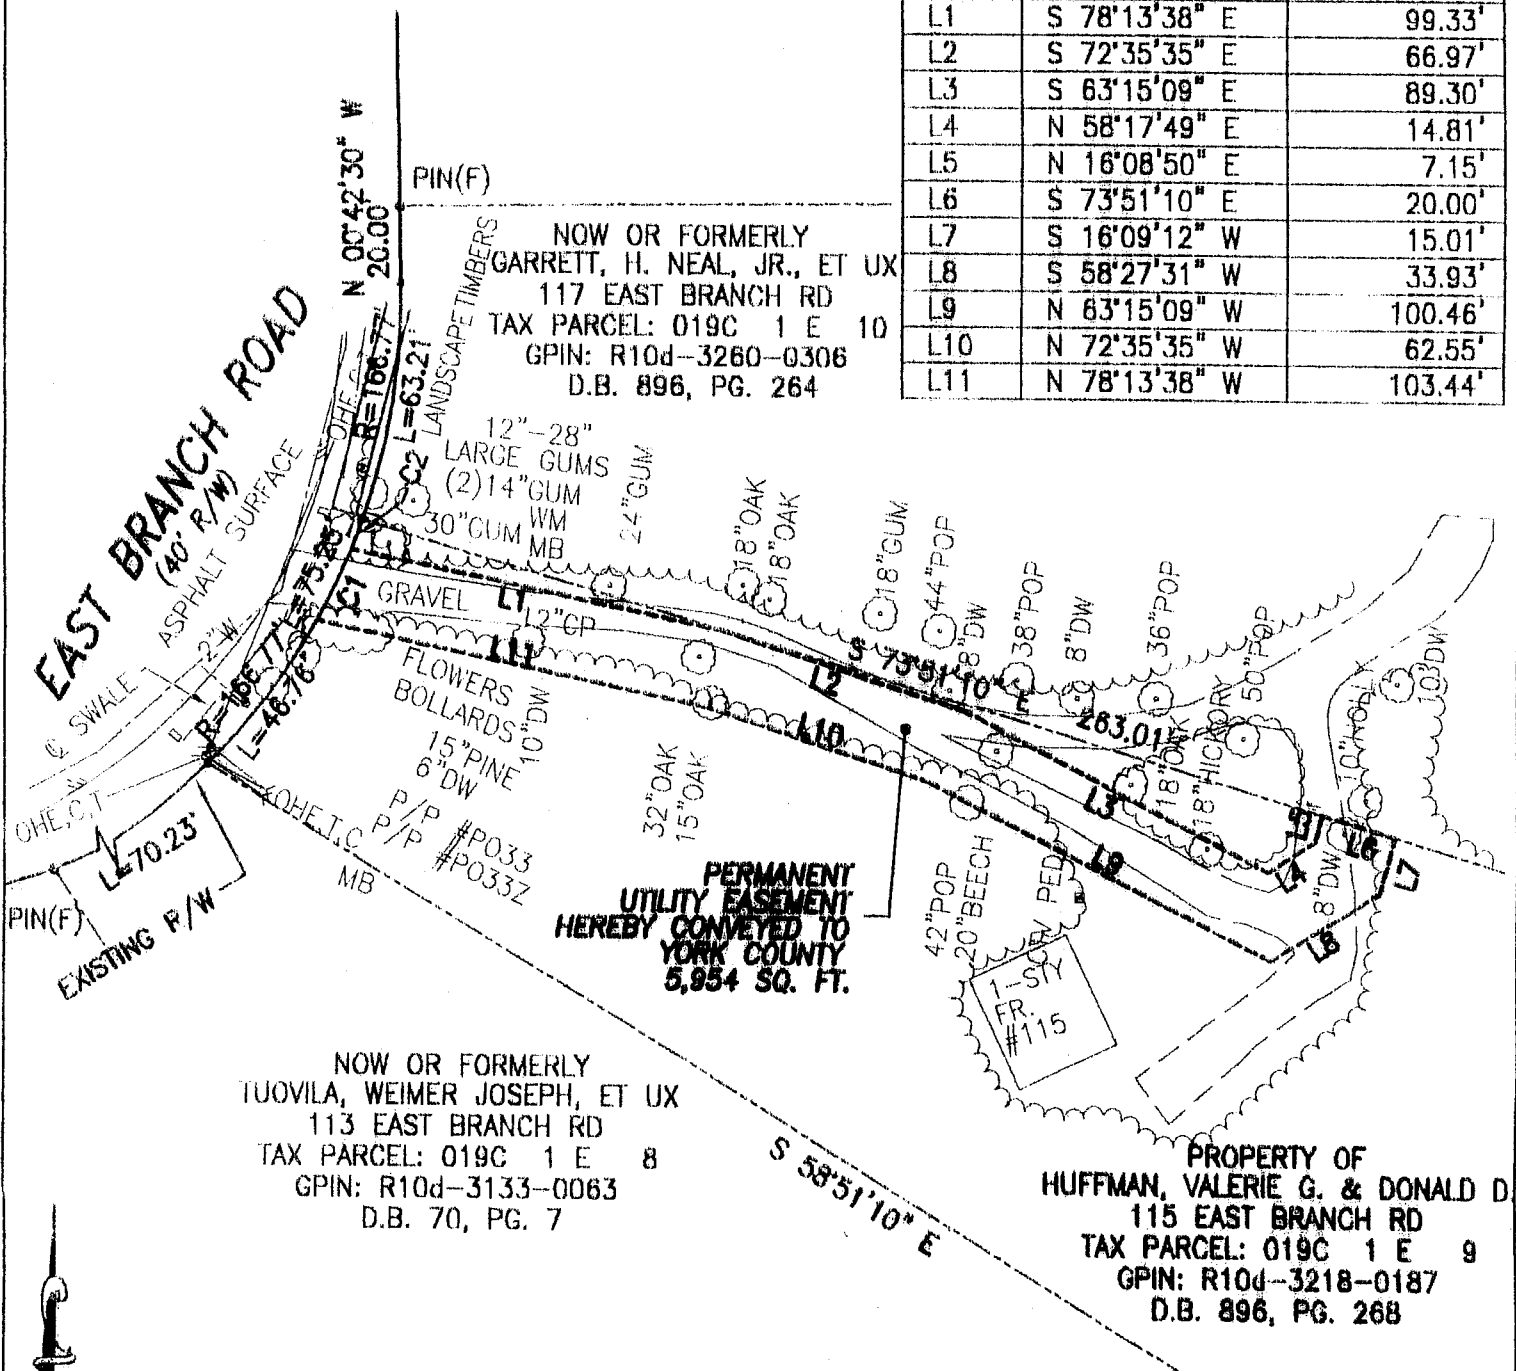 L1 S 78°13'38" E 99.33'
L2 S 72°35'35" E 66.97'
L3 S 63°15'09" E 89.30'
L4 N 58°17'49" E 14.81'
L5 N 16°08'50" E 7.15'
L6 S 73°51'10" E 20.00'
L7 S 16°09'12" W 15.01'
L8 S 58°27'31" W 33.93'
L9 N 63°15'09" W 100.46'
L10 N 72°35'35" W 62.55'
L11 N 78°13'38" W 103.44'
N 00°42'30" W
20.00'
PIN(F)
NOW OR FORMERLY
GARRETT, H. NEAL, JR., ET UX
117 EAST BRANCH RD
TAX PARCEL: 019C 1 E 10
GPIN: R10d-3260-0306
D.B. 896, PG. 264
LANDSCAPE TIMBERS
R=166.77'
L=63.21'
C2
EAST BRANCH ROAD
(40' R/W)
ASPHALT SURFACE
12"-28"
LARGE GUMS
(2)14"GUM
30"GUM WM
MB
24"GUM
18"OAK
18"OAK
18"GUM
44"POP
8"DW
38"POP
8"DW
36"POP
50"POP
10"HOLLY
10"DW
L=75.25'
C1
GRAVEL
L1
12"CP
L11
L2
S 73°51'10" E
263.01'
L10
18"OAK
18"HICKORY
L3
L9
L4
L6
L7
L8
8"DW
2"W
℄ SWALE
R=166.77'
L=46.76'
FLOWERS
BOLLARDS
10"DW
15"PINE
6"DW
P/P #P033
P/P #P033Z
OHE,T,C
MB
32"OAK
15"OAK
OHE,C,T
L=70.23'
PIN(F)
EXISTING R/W
PERMANENT
UTILITY EASEMENT
HEREBY CONVEYED TO
YORK COUNTY
5,954 SQ. FT.
42"POP
20"BEECH
PED
1-STY
FR.
#115
NOW OR FORMERLY
TUOVILA, WEIMER JOSEPH, ET UX
113 EAST BRANCH RD
TAX PARCEL: 019C 1 E 8
GPIN: R10d-3133-0063
D.B. 70, PG. 7
S 58°51'10" E
PROPERTY OF
HUFFMAN, VALERIE G. & DONALD D.
115 EAST BRANCH RD
TAX PARCEL: 019C 1 E 9
GPIN: R10d-3218-0187
D.B. 896, PG. 268